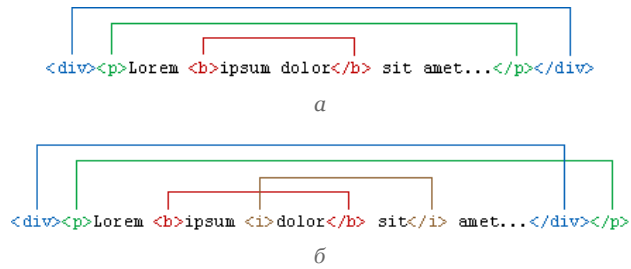 <div><p>Lorem <b>ipsum dolor</b> sit amet...</p></div>
а
<div><p>Lorem <b>ipsum <i>dolor</b> sit</i> amet...</div></p>
б